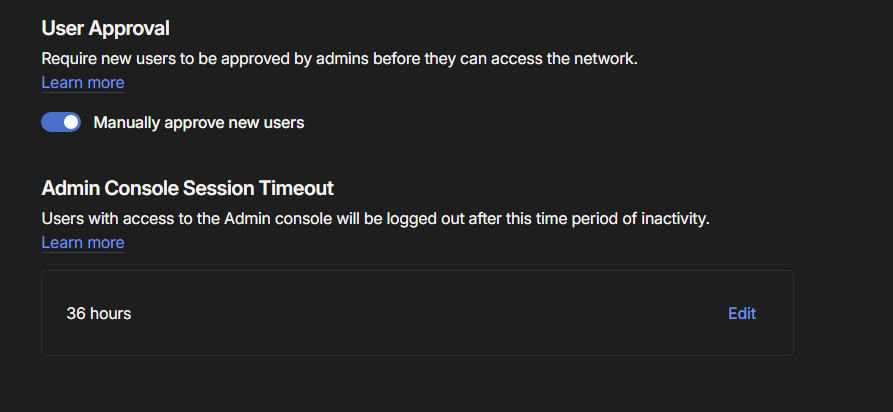 User Approval
Require new users to be approved by admins before they can access the network.
Learn more
Manually approve new users
Admin Console Session Timeout
Users with access to the Admin console will be logged out after this time period of inactivity.
Learn more
36 hours
Edit